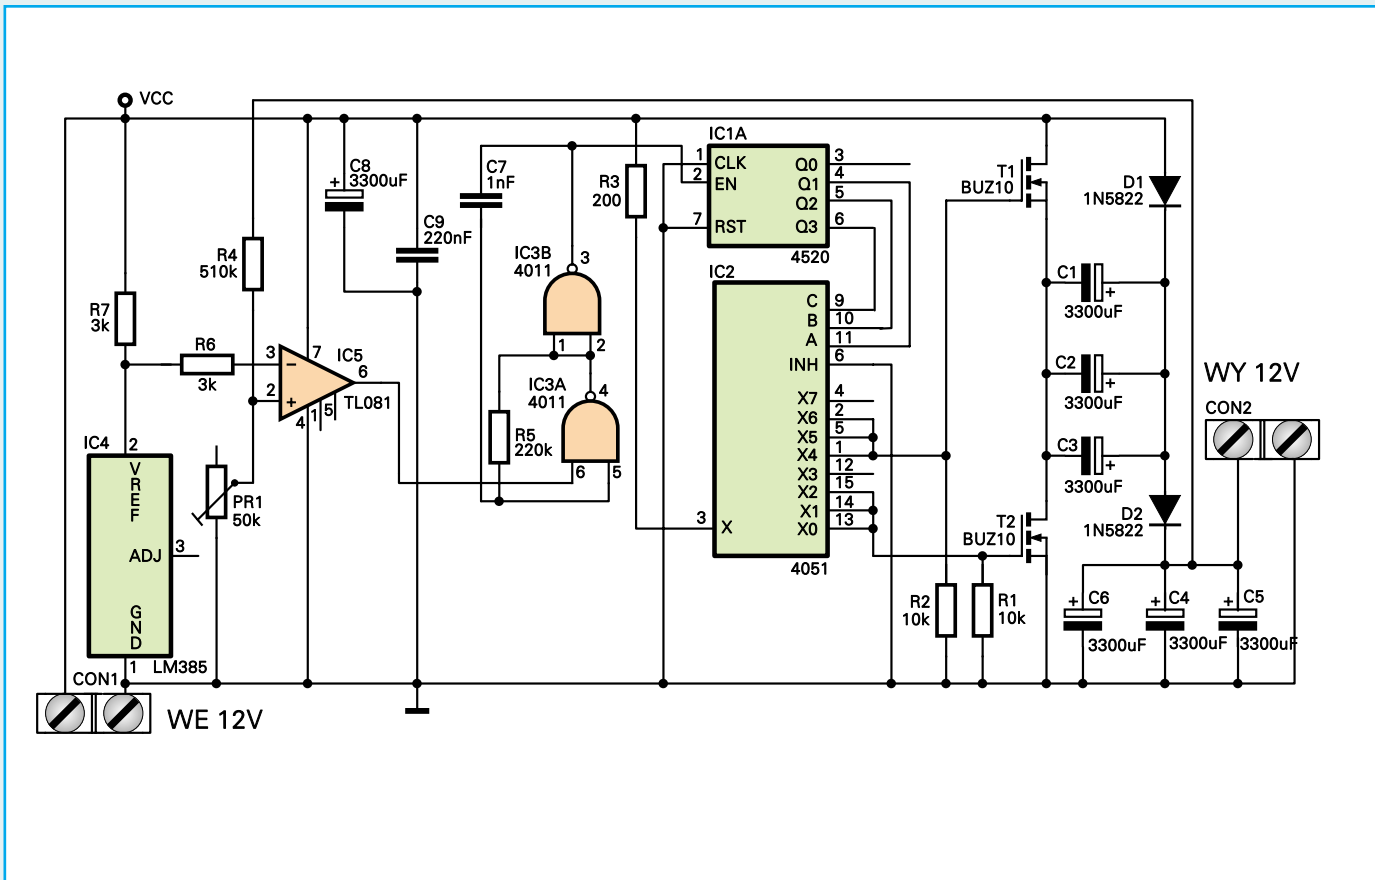 VCC
R7
3k
R4
510k
R6
3k
C8
+
3300uF
C9
220nF
3
−
2
+
7
IC5
6
TL081
4
1
5
IC4
2
V
R
E
F
ADJ
3
G
N
D
1
LM385
PR1
50k
CON1
WE 12V
C7
1nF
IC3B
4011
3
1
2
IC3A
4011
4
6
5
R5
220k
R3
200
IC1A
1
CLK
2
EN
7
RST
Q0
3
Q1
4
Q2
5
Q3
6
4520
IC2
C
9
B
10
A
11
INH
6
X7
4
X6
2
X5
5
X4
1
X3
12
X2
15
X1
14
X0
13
3
X
4051
T1
BUZ10
D1
1N5822
C1
+
3300uF
C2
+
3300uF
C3
+
3300uF
T2
BUZ10
D2
1N5822
R2
10k
R1
10k
+
C6
3300uF
+
C4
3300uF
+
C5
3300uF
WY 12V
CON2